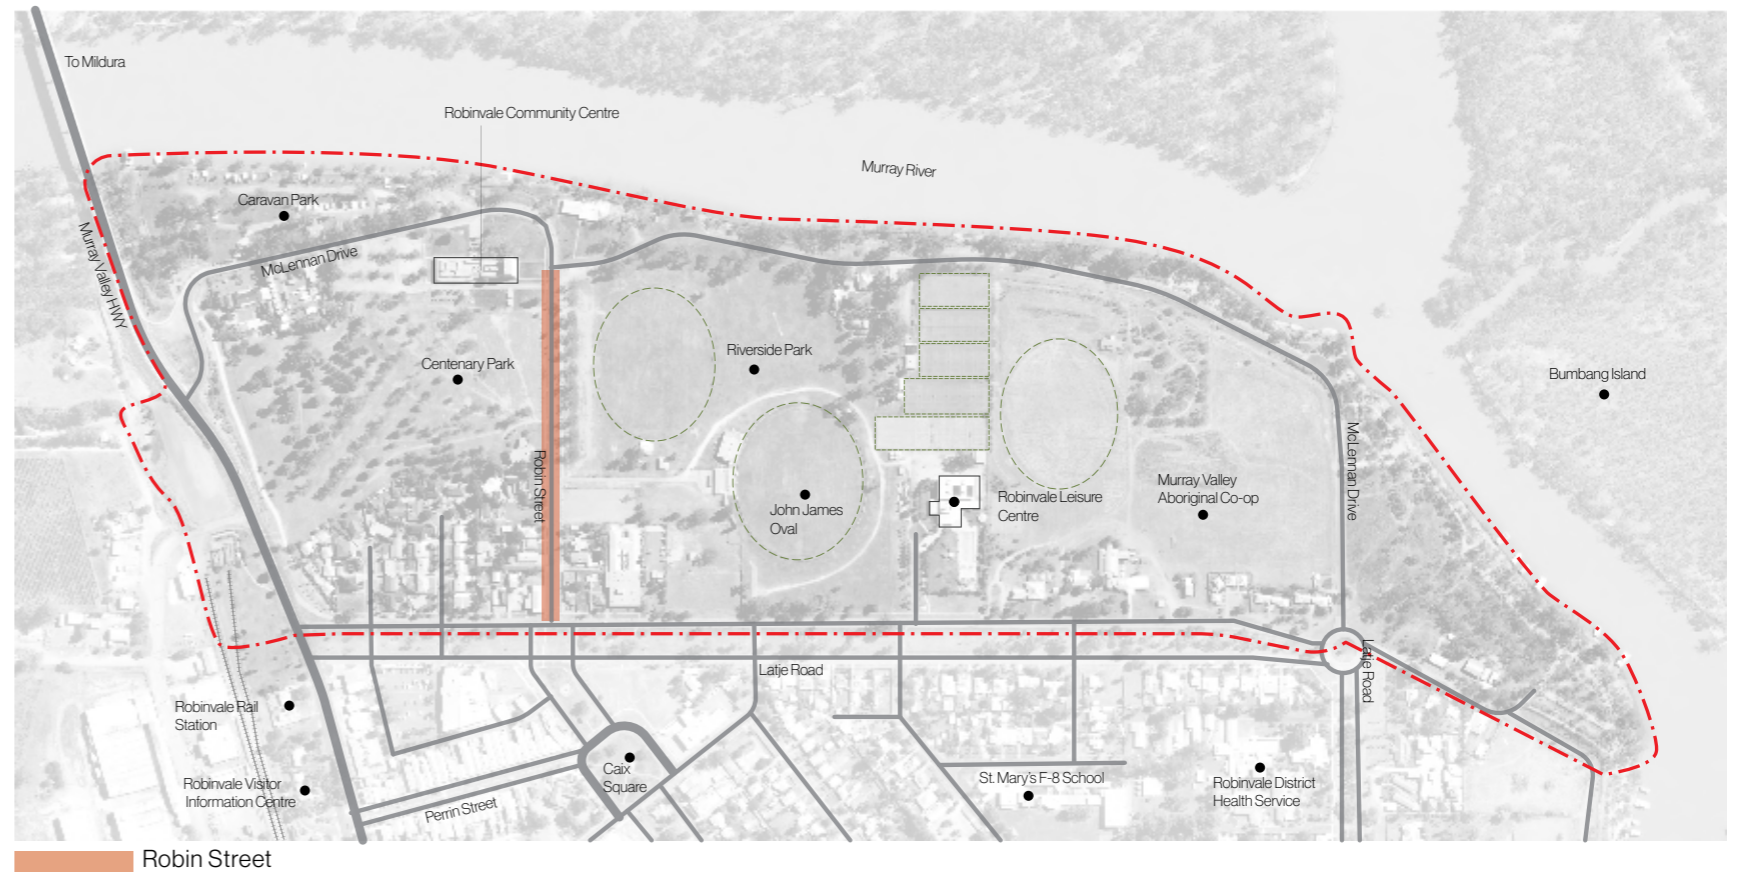 To Mildura
Robinvale Community Centre
Murray River
Caravan Park
McLennan Drive
Murray Valley HWY
Centenary Park
Riverside Park
Bumbang Island
Robin Street
John James
Oval
Robinvale Leisure
Centre
Murray Valley
Aboriginal Co-op
McLennan Drive
Latje Road
Latje Road
Robinvale Rail
Station
Robinvale Visitor
Information Centre
Perrin Street
Caix
Square
St. Mary's F-8 School
Robinvale District
Health Service
Robin Street